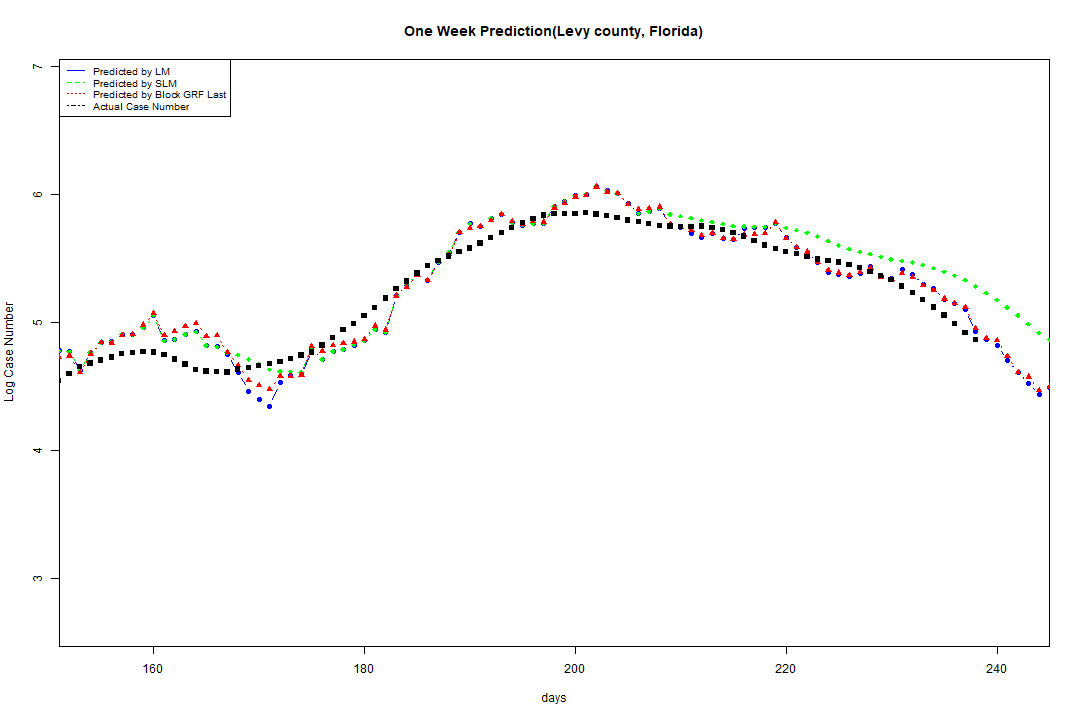 One Week Prediction(Levy county, Florida)
7
Predicted by LM
Predicted by SLM
Predicted by Block GRF Last
Actual Case Number
6
5
4
3
Log Case Number
160
180
200
220
240
days